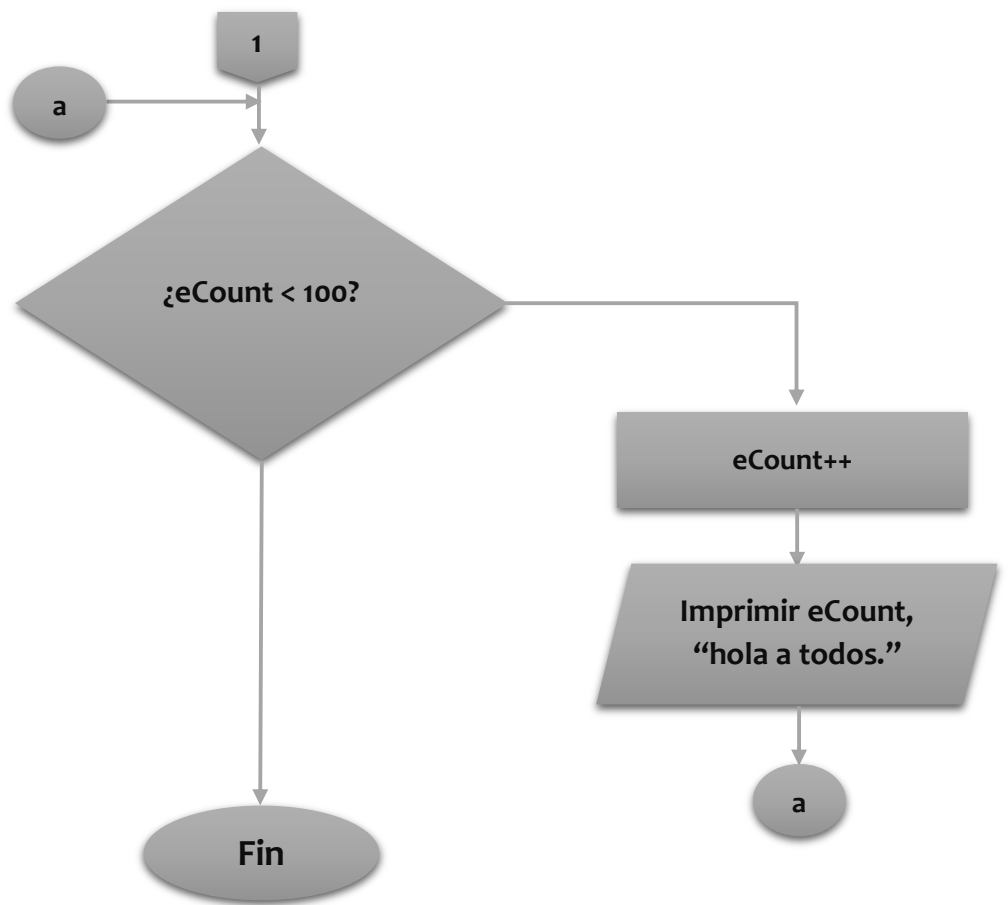 1
a
¿eCount < 100?
eCount++
Imprimir eCount,
“hola a todos.”
a
Fin